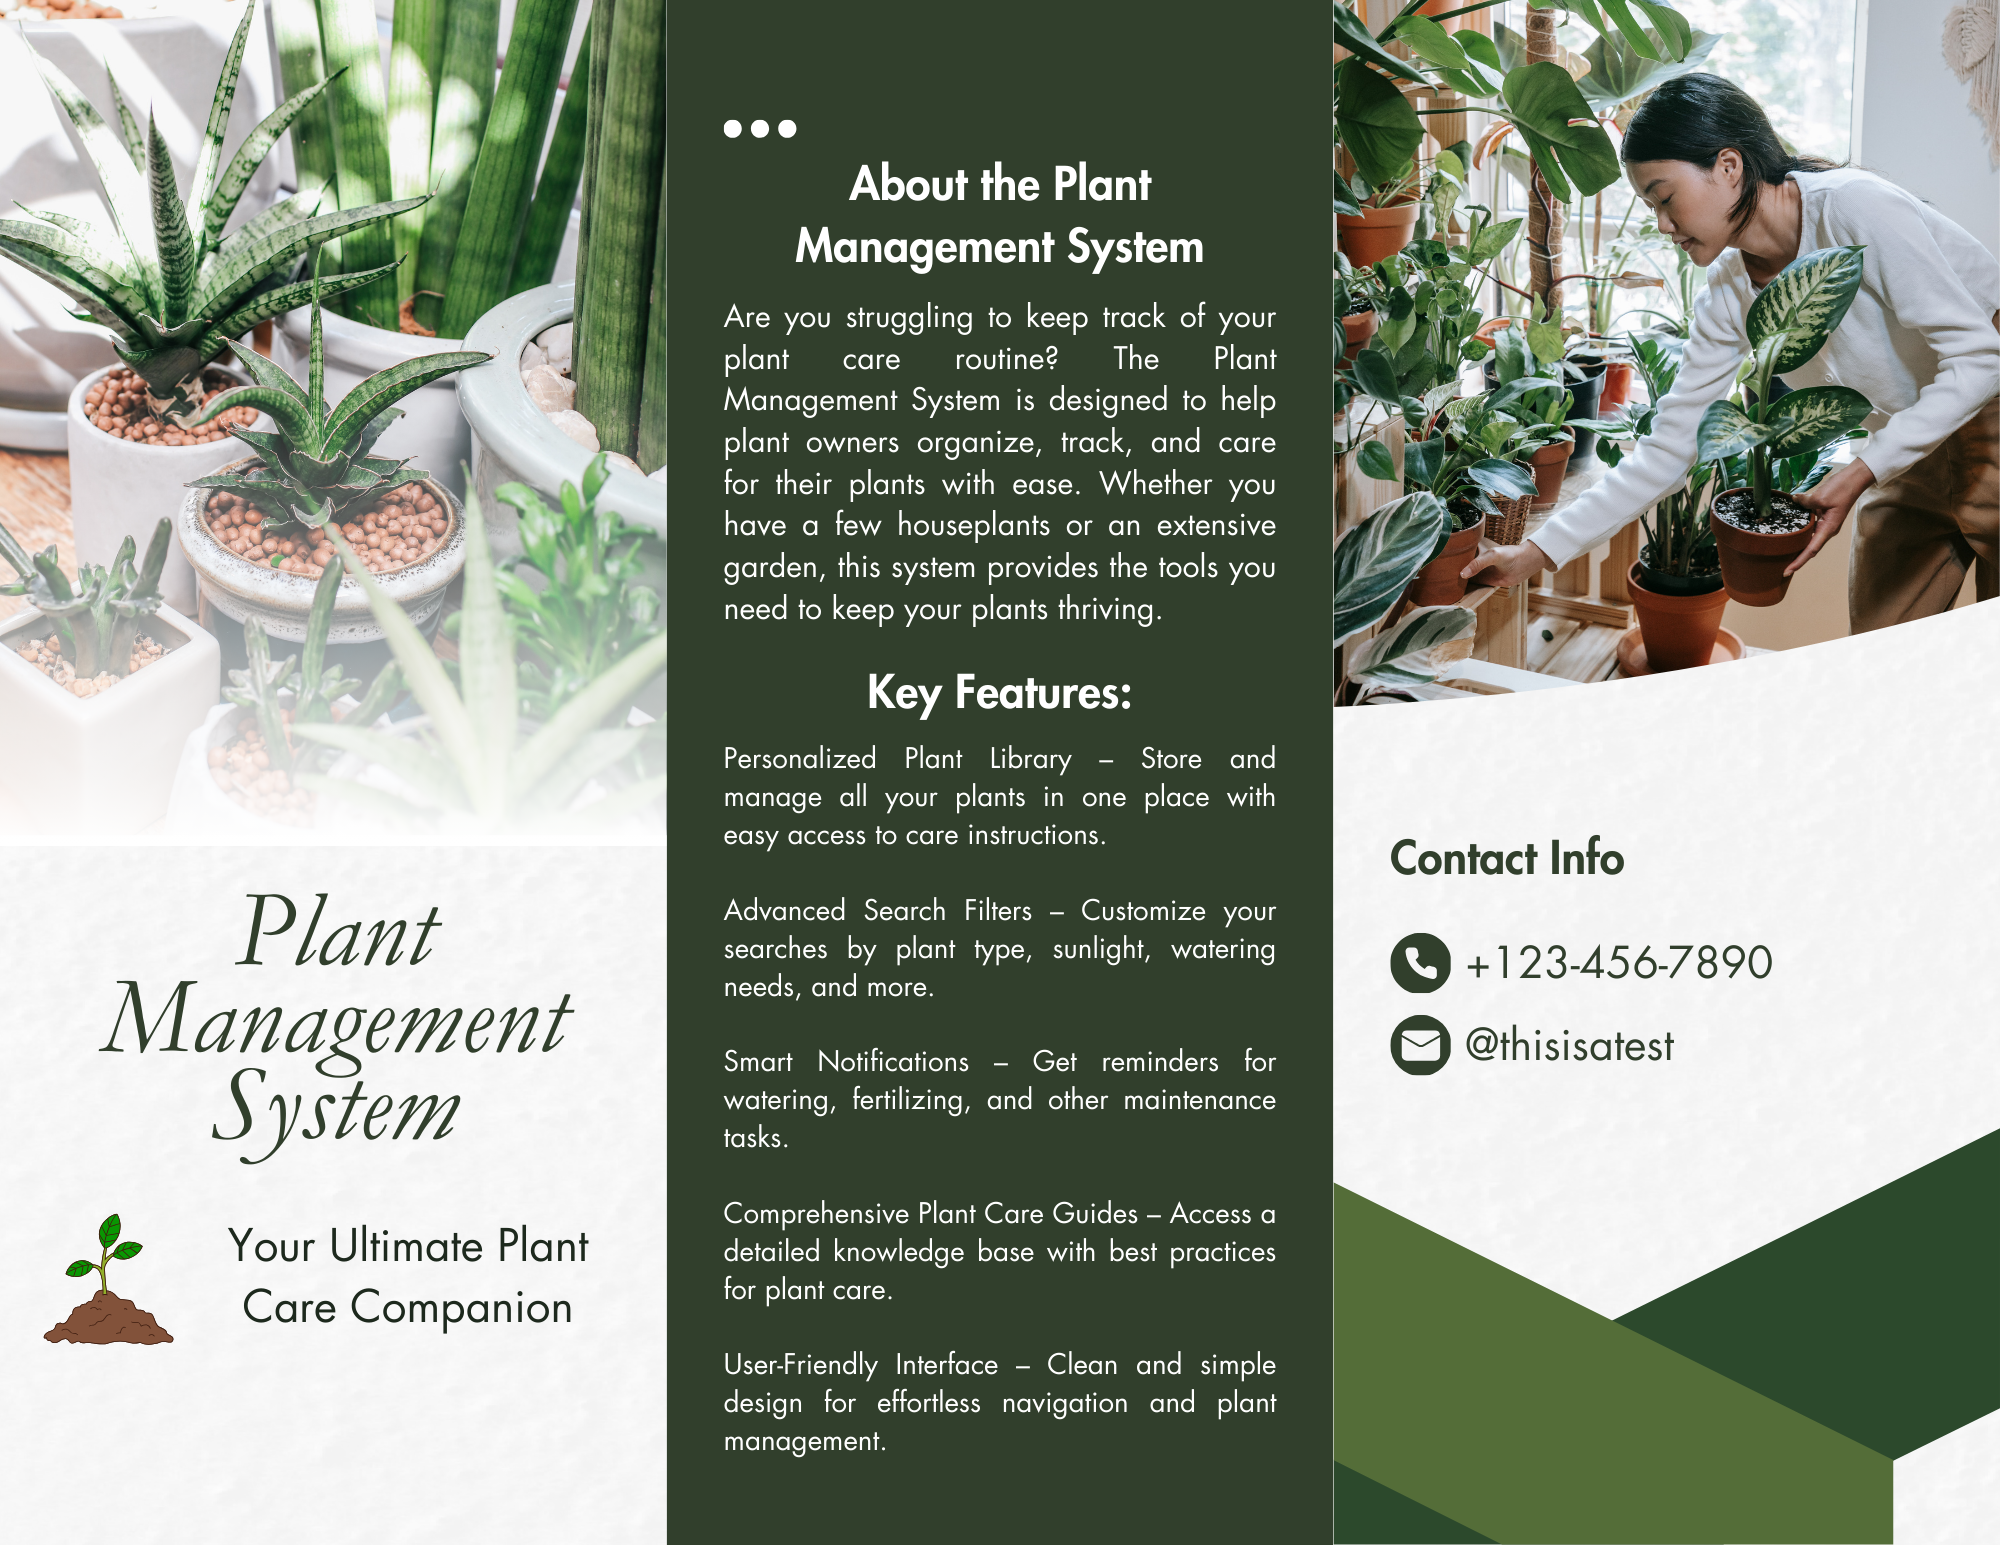 Plant
Management
System
Your Ultimate Plant
Care Companion
About the Plant
Management System
Are you struggling to keep track of your
plant care routine? The Plant
Management System is designed to help
plant owners organize, track, and care
for their plants with ease. Whether you
have a few houseplants or an extensive
garden, this system provides the tools you
need to keep your plants thriving.
Key Features:
Personalized Plant Library – Store and
manage all your plants in one place with
easy access to care instructions.
Advanced Search Filters – Customize your
searches by plant type, sunlight, watering
needs, and more.
Smart Notifications – Get reminders for
watering, fertilizing, and other maintenance
tasks.
Comprehensive Plant Care Guides – Access a
detailed knowledge base with best practices
for plant care.
User-Friendly Interface – Clean and simple
design for effortless navigation and plant
management.
Contact Info
+123-456-7890
@thisisatest